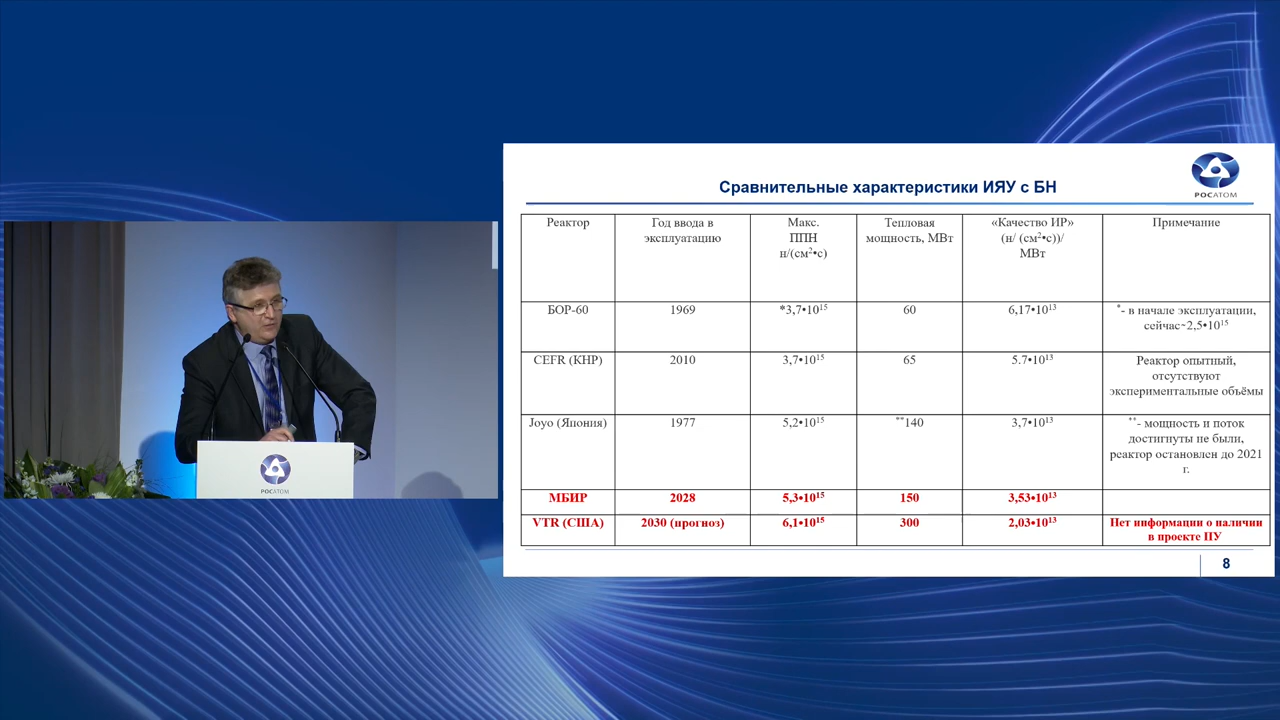 РОСАТОМ
Сравнительные характеристики ИЯУ с БН
РОСАТОМ
Реактор
Год ввода в
эксплуатацию
Макс.
ППН
н/(см²•с)
Тепловая
мощность, МВт
«Качество ИР»
(н/ (см²•с))/
МВт
Примечание
БОР-60
1969
*3,7•10¹⁵
60
6,17•10¹³
*- в начале эксплуатации,
сейчас~2,5•10¹⁵
CEFR (КНР)
2010
3,7•10¹⁵
65
5.7•10¹³
Реактор опытный,
отсутствуют
экспериментальные объёмы
Joyo (Япония)
1977
5,2•10¹⁵
**140
3,7•10¹³
**- мощность и поток
достигнуты не были,
реактор остановлен до 2021
г.
МБИР
2028
5,3•10¹⁵
150
3,53•10¹³
VTR (США)
2030 (прогноз)
6,1•10¹⁵
300
2,03•10¹³
Нет информации о наличии
в проекте ПУ
8